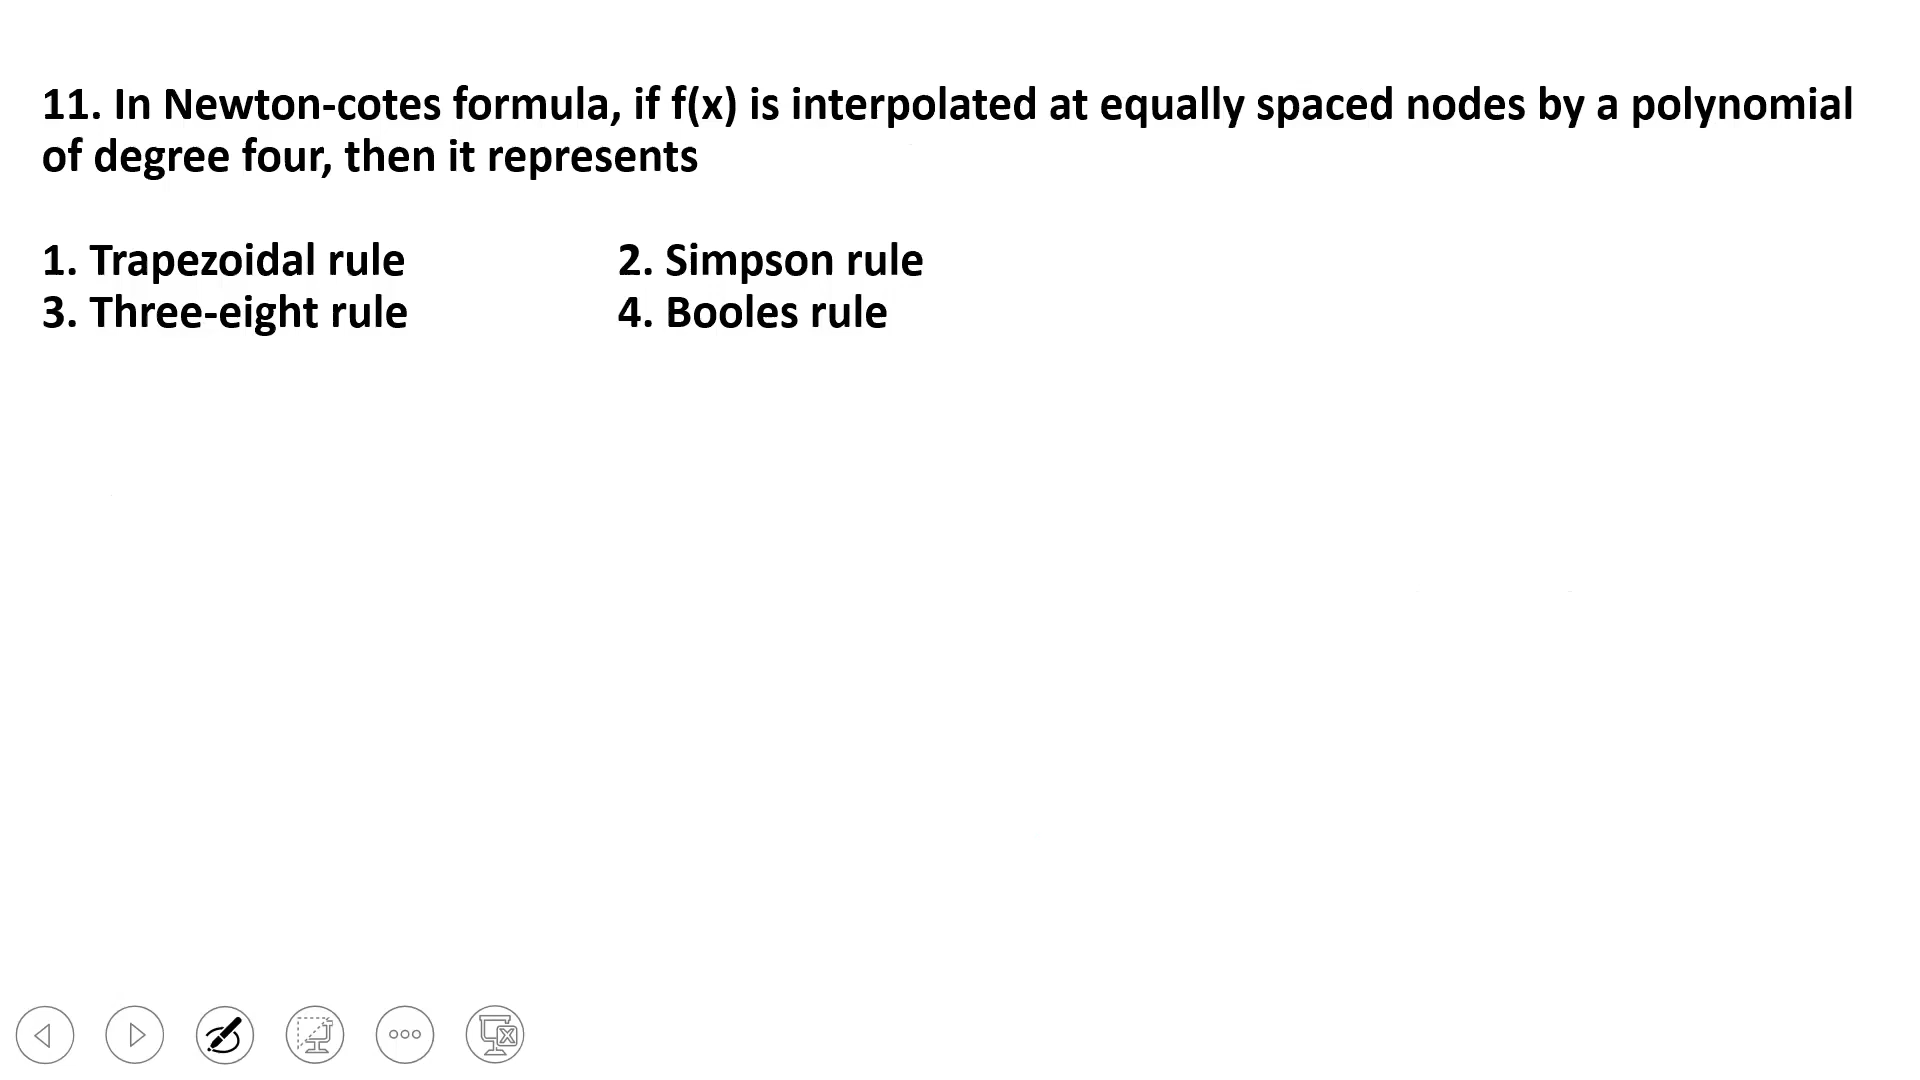 11. In Newton-cotes formula, if f(x) is interpolated at equally spaced nodes by a polynomial
of degree four, then it represents
1. Trapezoidal rule 2. Simpson rule
3. Three-eight rule 4. Booles rule